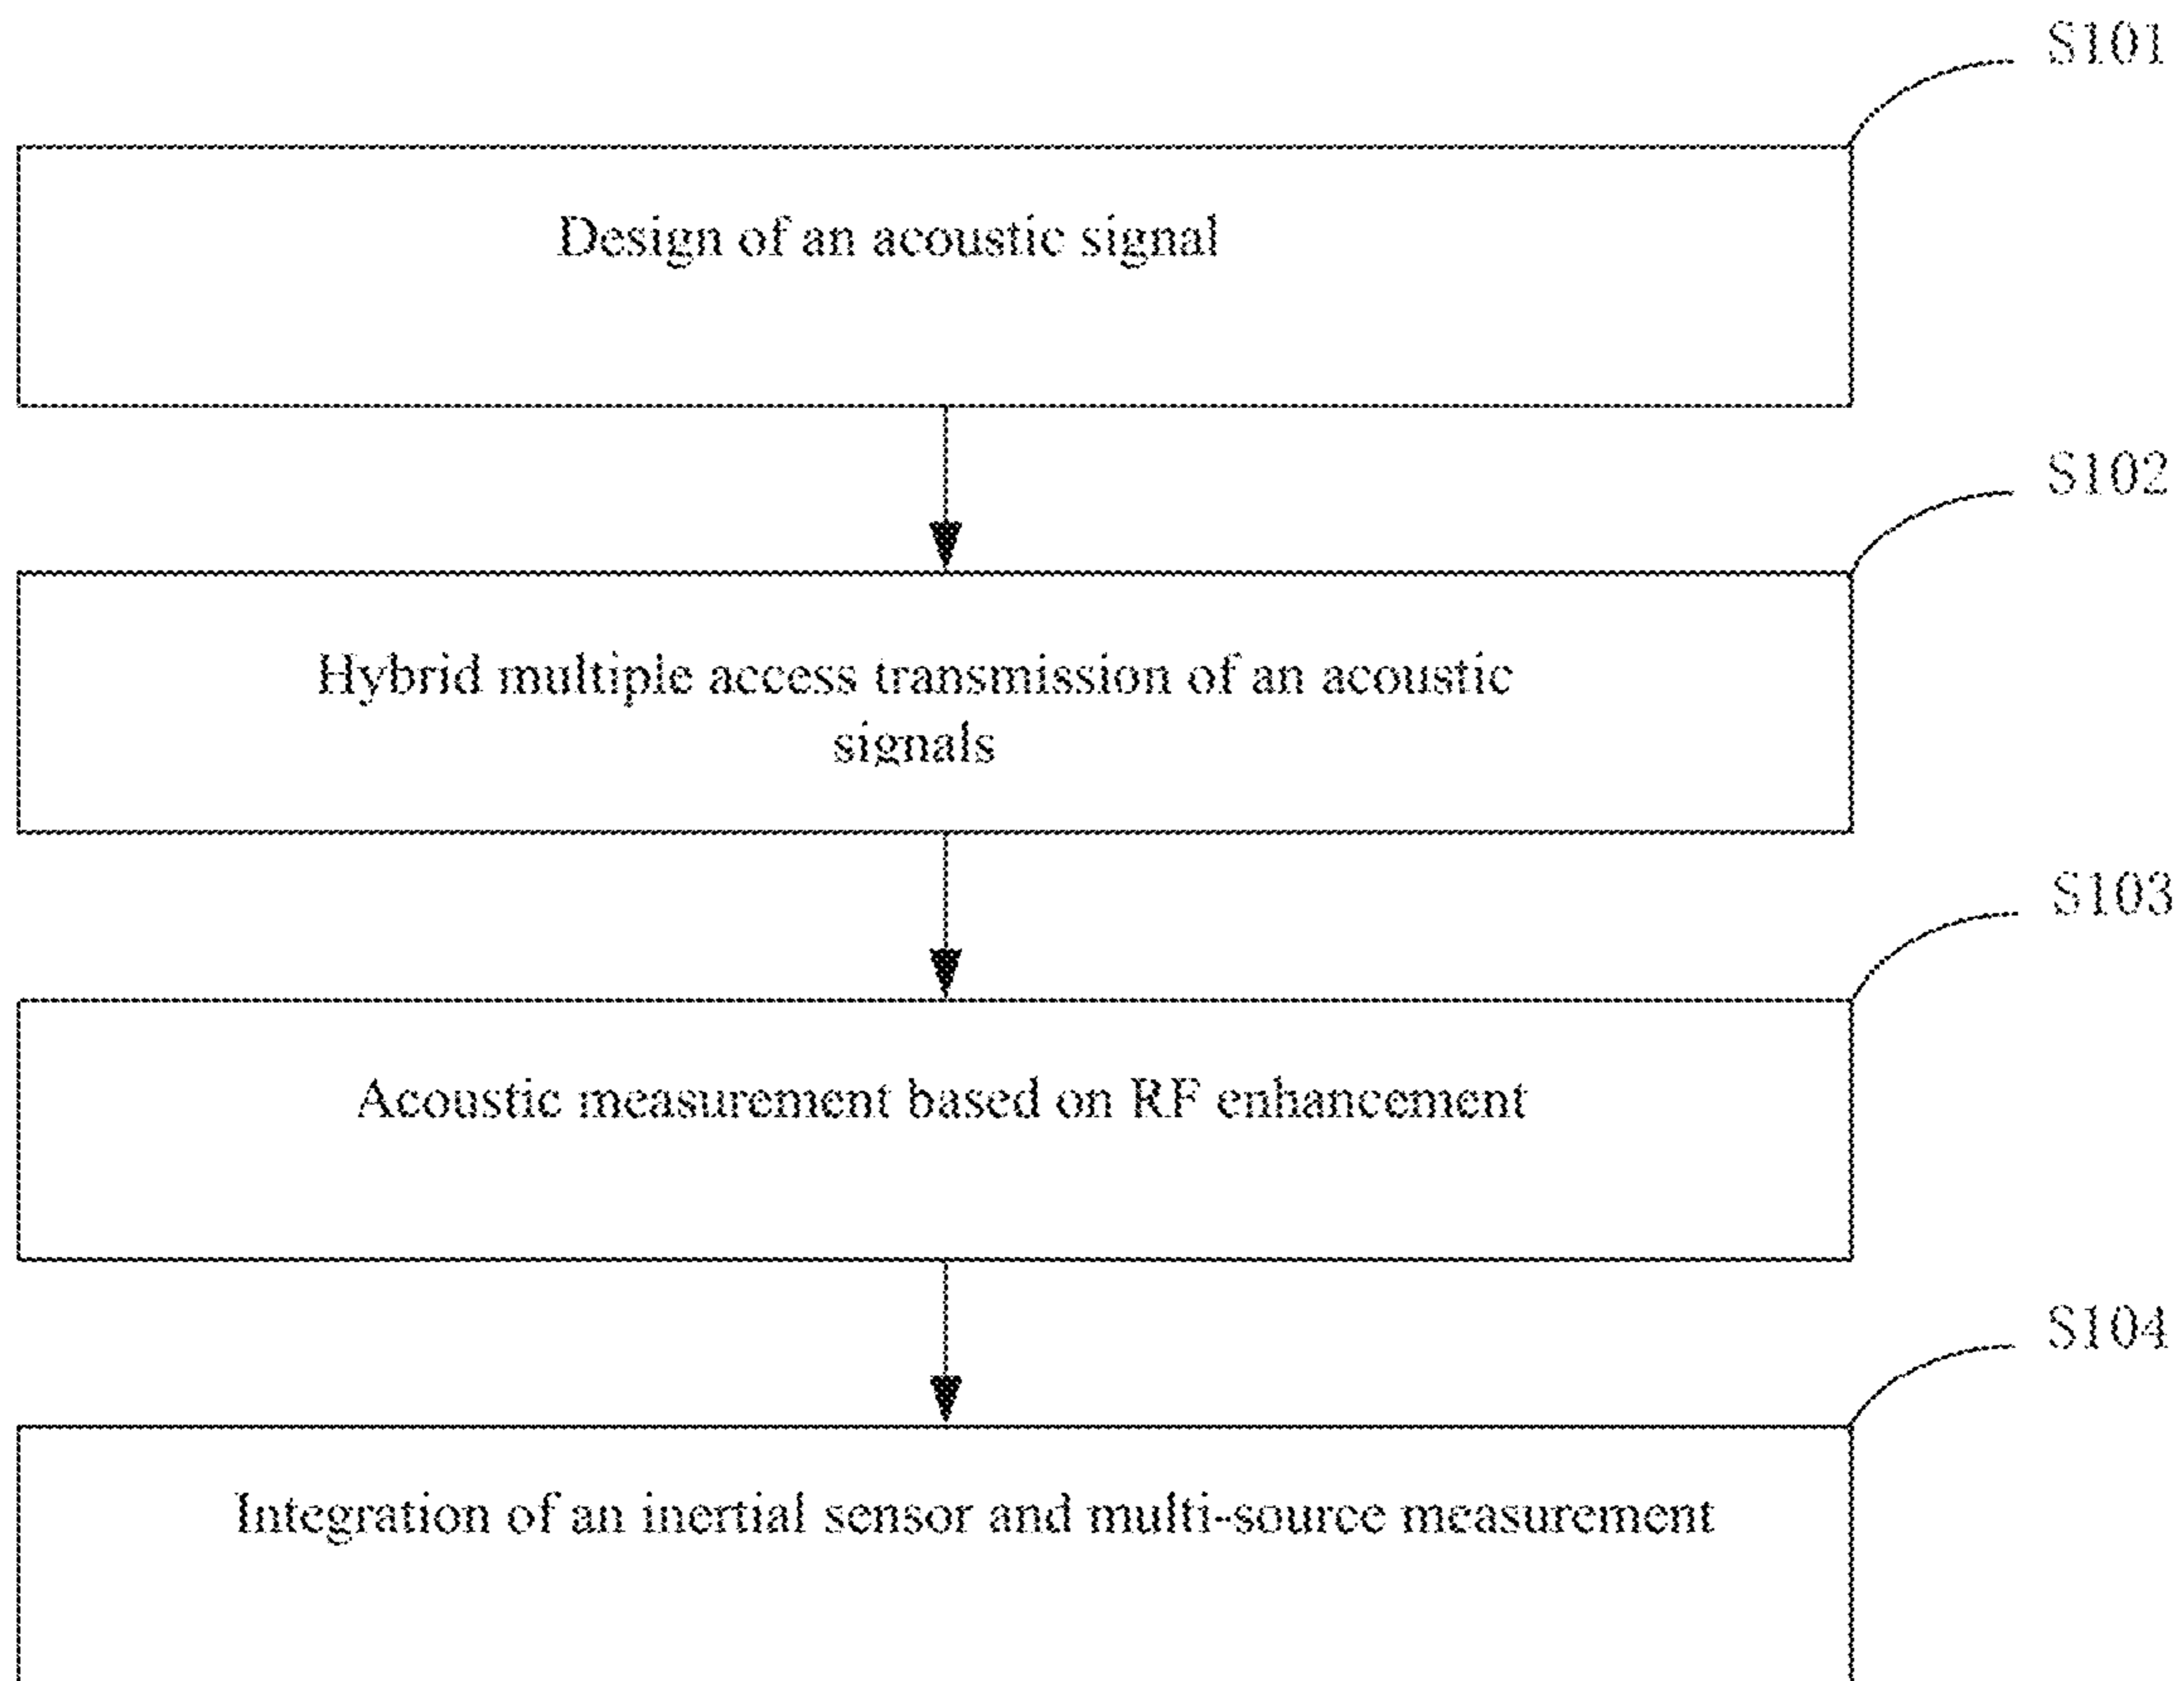 S101
Design of an acoustic signal
S102
Hybrid multiple access transmission of an acoustic
signals
S103
Acoustic measurement based on RF enhancement
S104
Integration of an inertial sensor and multi-source measurement